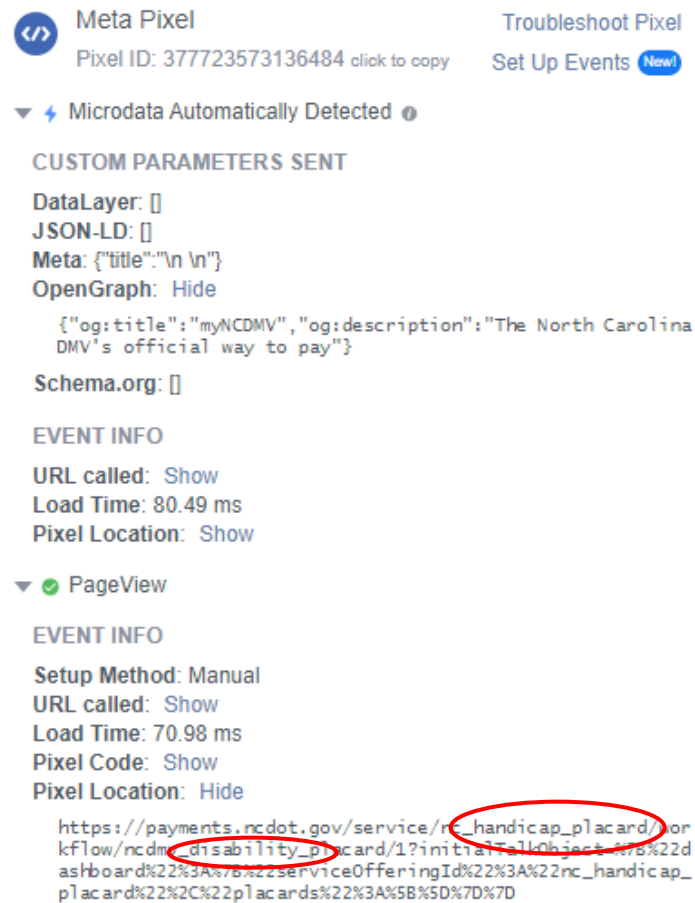 Meta Pixel
Troubleshoot Pixel
Pixel ID: 377723573136484 click to copy
Set Up Events New!
Microdata Automatically Detected
CUSTOM PARAMETERS SENT
DataLayer: []
JSON-LD: []
Meta: {"title":"\n \n"}
OpenGraph: Hide
{"og:title":"myNCDMV","og:description":"The North Carolina
DMV's official way to pay"}
Schema.org: []
EVENT INFO
URL called: Show
Load Time: 80.49 ms
Pixel Location: Show
PageView
EVENT INFO
Setup Method: Manual
URL called: Show
Load Time: 70.98 ms
Pixel Code: Show
Pixel Location: Hide
https://payments.ncdot.gov/service/nc_handicap_placard/wor
kflow/ncdmv_disability_placard/1?initialTalkObject=%7B%22d
ashboard%22%3A%7B%22serviceOfferingId%22%3A%22nc_handicap_
placard%22%2C%22placards%22%3A%5B%5D%7D%7D